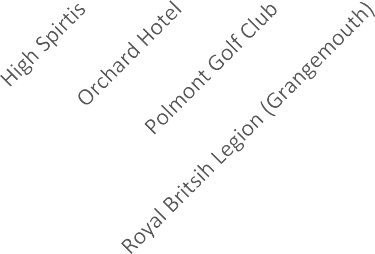 High Spirtis
Orchard Hotel
Polmont Golf Club
Royal Britsih Legion (Grangemouth)